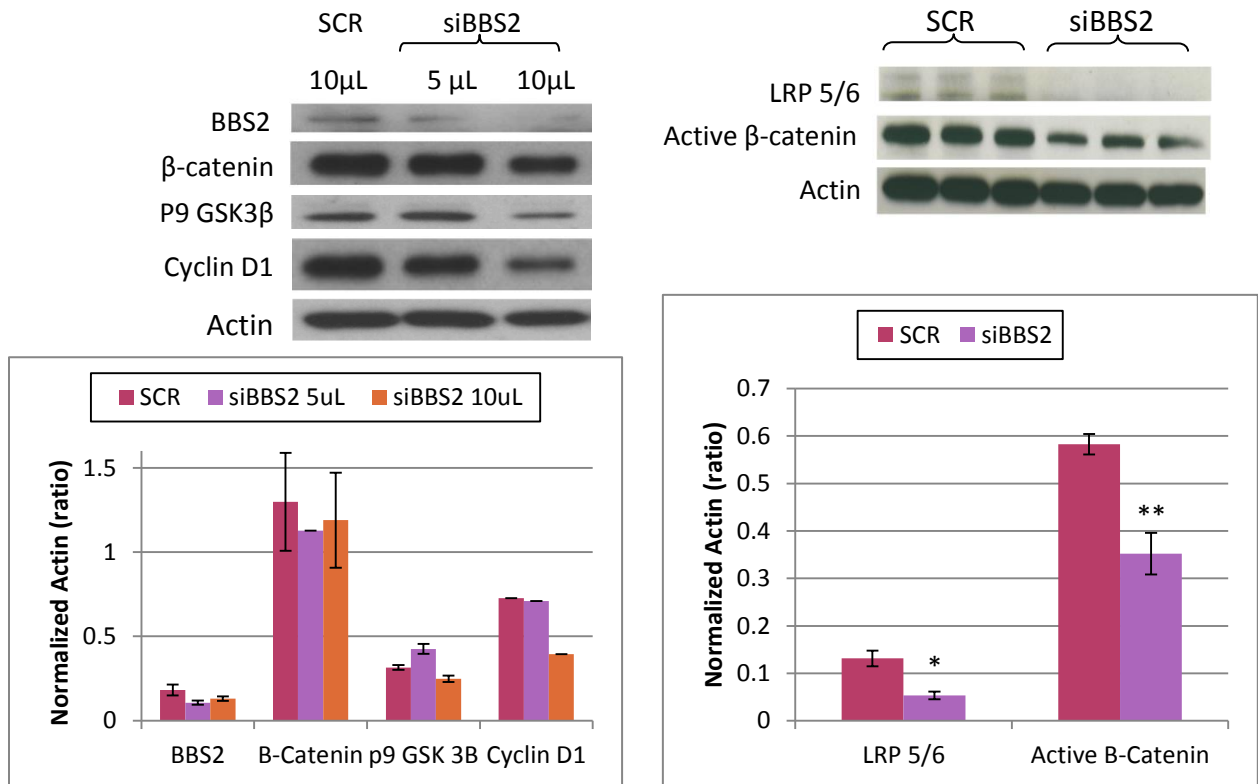 SCR siBBS2
10µL 5 µL 10µL
BBS2
β-catenin
P9 GSK3β
Cyclin D1
Actin
SCR siBBS2 5uL siBBS2 10uL
Normalized Actin (ratio)
1.5
1
0.5
0
BBS2 B-Catenin p9 GSK 3B Cyclin D1
SCR siBBS2
LRP 5/6
Active β-catenin
Actin
SCR siBBS2
Normalized Actin (ratio)
0.7
0.6
0.5
0.4
0.3
0.2
0.1
0
*
**
LRP 5/6 Active B-Catenin